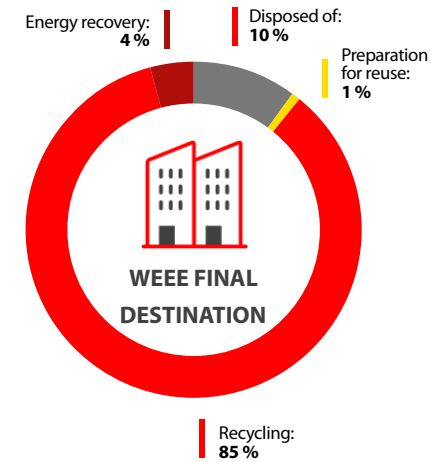 Energy recovery:
4 %
Disposed of:
10 %
Preparation
for reuse:
1 %
WEEE FINAL
DESTINATION
Recycling:
85 %